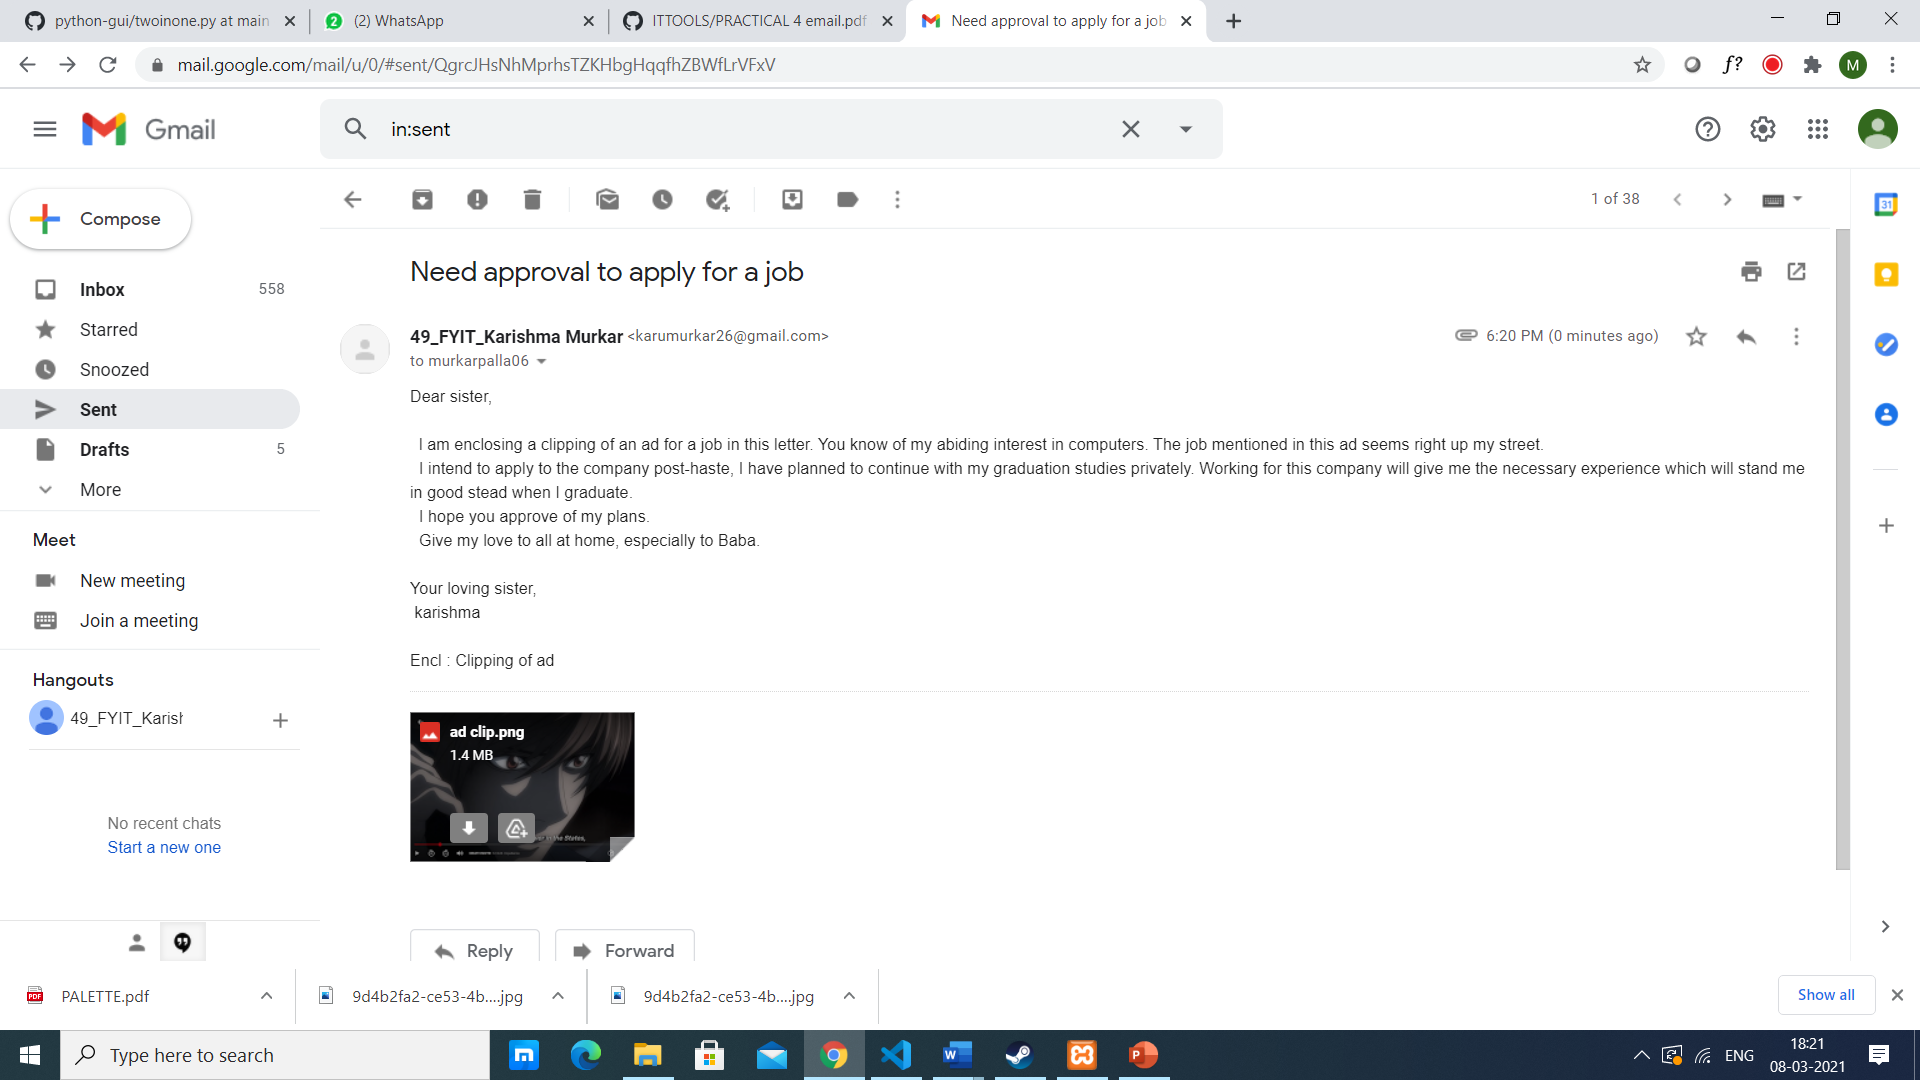 python-gui/twoinone.py at main
(2) WhatsApp
ITTOOLS/PRACTICAL 4 email.pdf
Need approval to apply for a job
mail.google.com/mail/u/0/#sent/QgrcJHsNhMprhsTZKHbgHqqfhZBWfLrVFxV
f?
M
Gmail
in:sent
Compose
1 of 38
31
Need approval to apply for a job
Inbox 558
Starred
Snoozed
Sent
Drafts 5
More
49_FYIT_Karishma Murkar <karumurkar26@gmail.com>
6:20 PM (0 minutes ago)
to murkarpalla06
Dear sister,
I am enclosing a clipping of an ad for a job in this letter. You know of my abiding interest in computers. The job mentioned in this ad seems right up my street.
I intend to apply to the company post-haste, I have planned to continue with my graduation studies privately. Working for this company will give me the necessary experience which will stand me
in good stead when I graduate.
I hope you approve of my plans.
Give my love to all at home, especially to Baba.
Your loving sister,
karishma
Encl : Clipping of ad
Meet
New meeting
Join a meeting
Hangouts
49_FYIT_Karish
No recent chats
Start a new one
ad clip.png
1.4 MB
Reply
Forward
PDF
PALETTE.pdf
9d4b2fa2-ce53-4b....jpg
9d4b2fa2-ce53-4b....jpg
Show all
Type here to search
ENG
18:21
08-03-2021